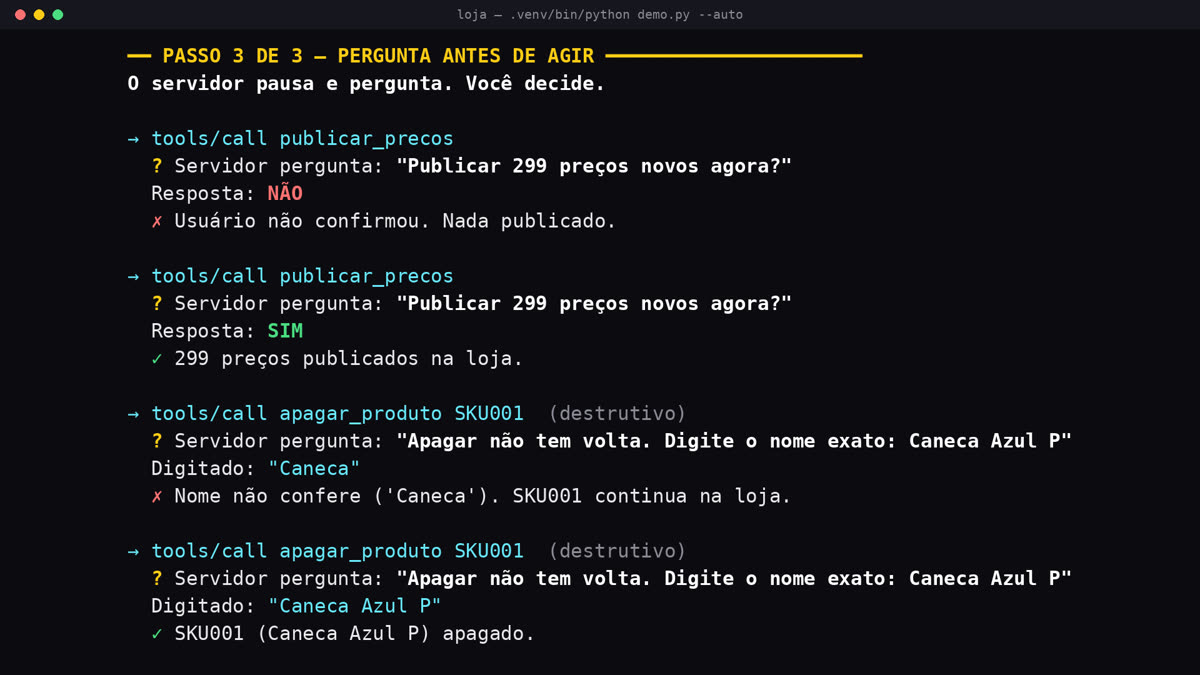 loja — .venv/bin/python demo.py --auto
━━ PASSO 3 DE 3 — PERGUNTA ANTES DE AGIR ━━━━━━━━━━━━━━━━━━━━━━
O servidor pausa e pergunta. Você decide.
→ tools/call publicar_precos
? Servidor pergunta: "Publicar 299 preços novos agora?"
Resposta: NÃO
✗ Usuário não confirmou. Nada publicado.
→ tools/call publicar_precos
? Servidor pergunta: "Publicar 299 preços novos agora?"
Resposta: SIM
✓ 299 preços publicados na loja.
→ tools/call apagar_produto SKU001  (destrutivo)
? Servidor pergunta: "Apagar não tem volta. Digite o nome exato: Caneca Azul P"
Digitado: "Caneca"
✗ Nome não confere ('Caneca'). SKU001 continua na loja.
→ tools/call apagar_produto SKU001  (destrutivo)
? Servidor pergunta: "Apagar não tem volta. Digite o nome exato: Caneca Azul P"
Digitado: "Caneca Azul P"
✓ SKU001 (Caneca Azul P) apagado.